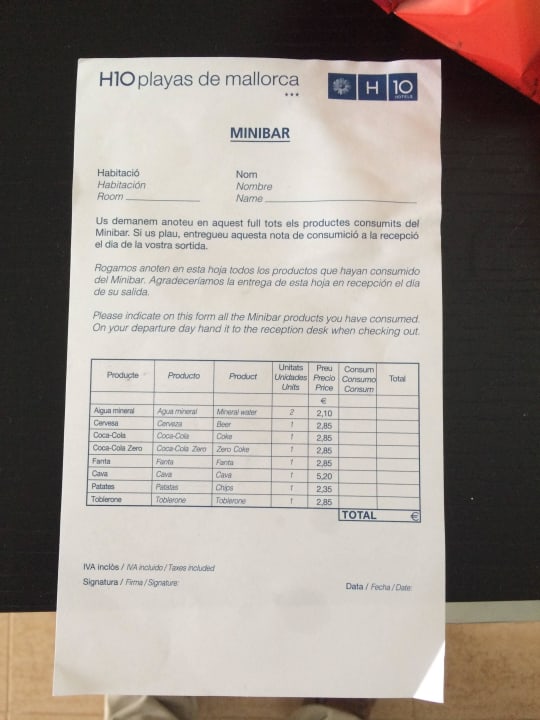 H10 playas de mallorca
***
H 10
HOTELS
MINIBAR
Habitació Nom
Habitación Nombre
Room Name
Us demanem anoteu en aquest full tots els productes consumits del
Minibar. Si us plau, entregueu aquesta nota de consumició a la recepció
el dia de la vostra sortida.
Rogamos anoten en esta hoja todos los productos que hayan consumido
del Minibar. Agradeceríamos la entrega de esta hoja en recepción el día
de su salida.
Please indicate on this form all the Minibar products you have consumed.
On your departure day hand it to the reception desk when checking out.
Producte Producto Product Unitats Unidades Units Preu Precio Price Consum Consumo Consum Total
€
Aigua mineral Agua mineral Mineral water 2 2,10
Cervesa Cerveza Beer 1 2,85
Coca-Cola Coca-Cola Coke 1 2,85
Coca-Cola Zero Coca-Cola Zero Zero Coke 1 2,85
Fanta Fanta Fanta 1 2,85
Cava Cava Cava 1 5,20
Patates Patatas Chips 1 2,35
Toblerone Toblerone Toblerone 1 2,85
TOTAL €
IVA inclòs / IVA incluido / Taxes included
Signatura / Firma / Signature: Data / Fecha / Date: